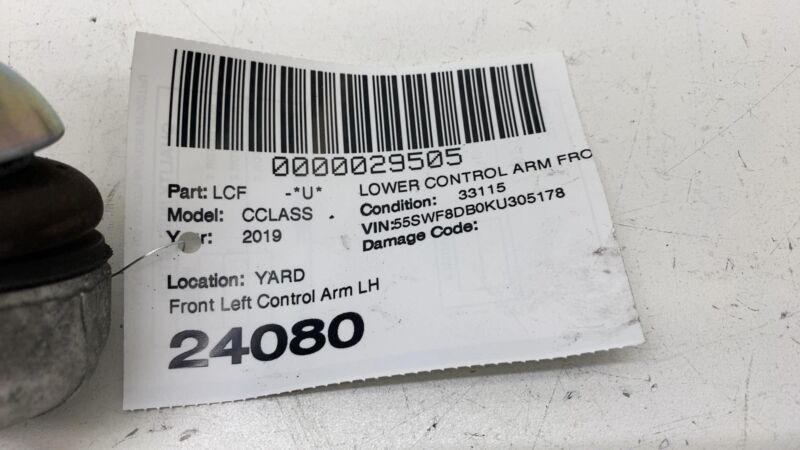 0000029505
Part: LCF -*U* LOWER CONTROL ARM FRO
Model: CCLASS Condition: 33115
Year: 2019 VIN:55SWF8DB0KU305178
Damage Code:
Location: YARD
Front Left Control Arm LH
24080